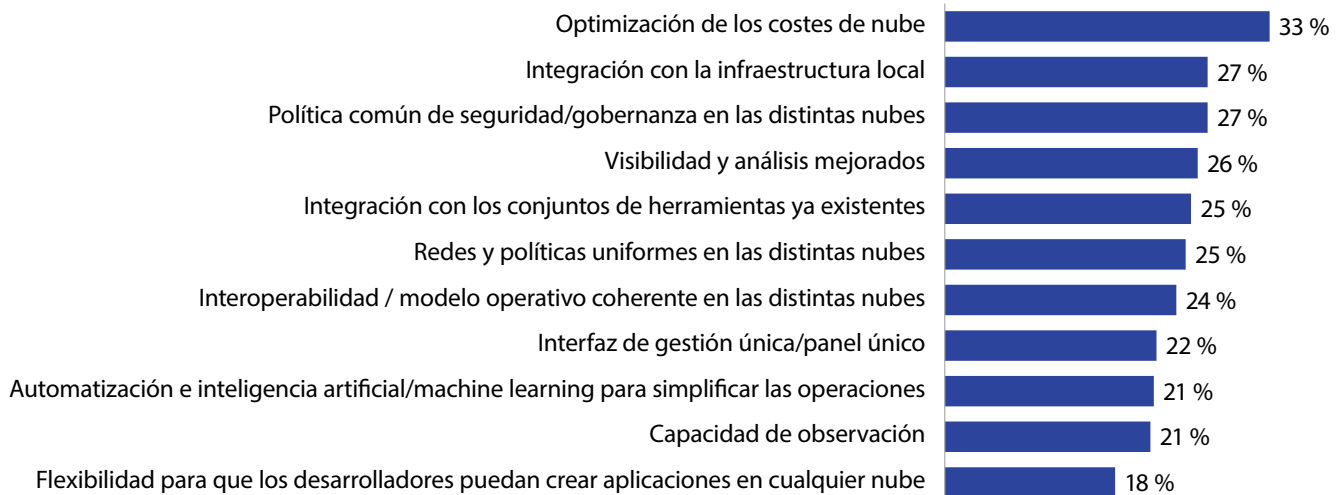 Optimización de los costes de nube 33 %
Integración con la infraestructura local 27 %
Política común de seguridad/gobernanza en las distintas nubes 27 %
Visibilidad y análisis mejorados 26 %
Integración con los conjuntos de herramientas ya existentes 25 %
Redes y políticas uniformes en las distintas nubes 25 %
Interoperabilidad / modelo operativo coherente en las distintas nubes 24 %
Interfaz de gestión única/panel único 22 %
Automatización e inteligencia artificial/machine learning para simplificar las operaciones 21 %
Capacidad de observación 21 %
Flexibilidad para que los desarrolladores puedan crear aplicaciones en cualquier nube 18 %